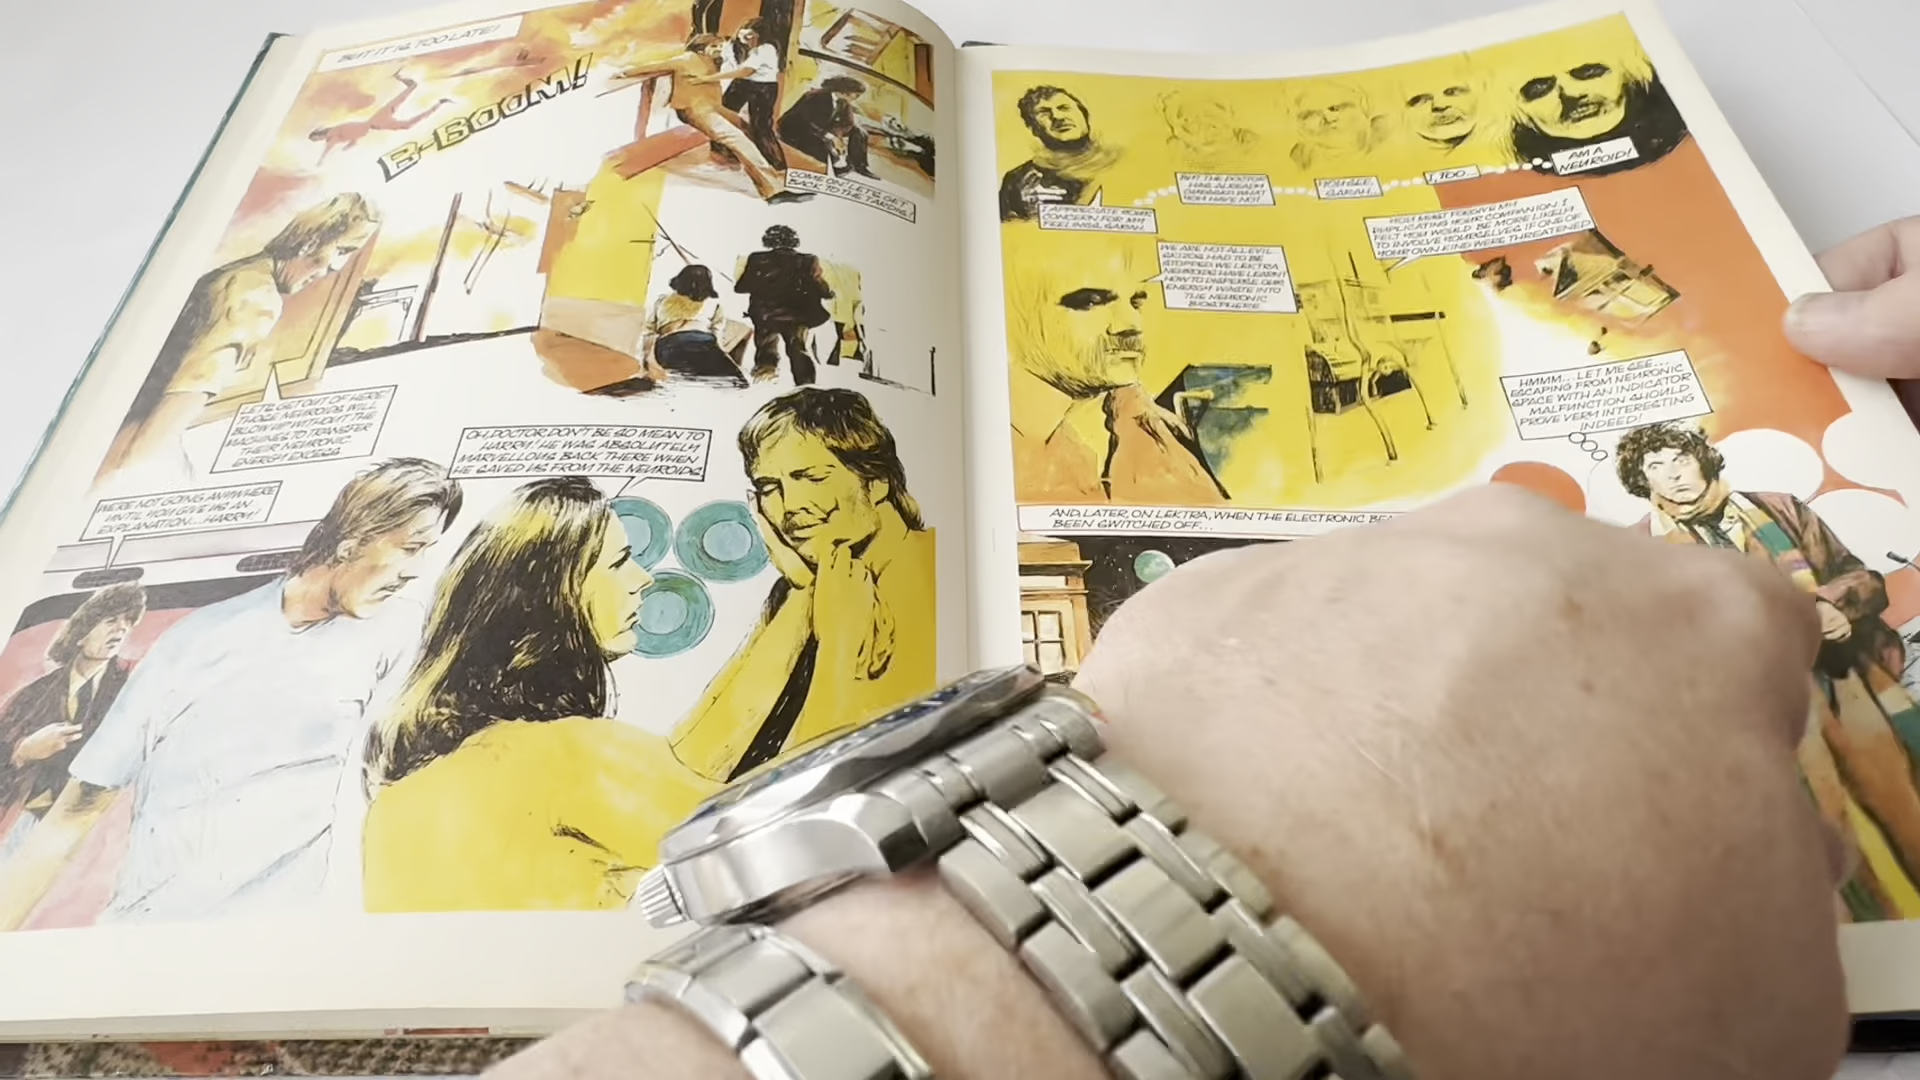 BUT IT IS TOO LATE!
B-BOOM!
COME ON! LET'S GET
BACK TO THE TARDIS!
LET'S GET OUT OF HERE!
THOSE NEUROIDS WILL
BLOW UP WITHOUT THE
MACHINES TO TRANSFER
THEIR NEURONIC
ENERGY EXCESS.
WE'RE NOT GOING ANYWHERE
UNTIL YOU GIVE US AN
EXPLANATION...HARRY!
OH, DOCTOR, DON'T BE SO MEAN TO
HARRY! HE WAS ABSOLUTELY
MARVELLOUS BACK THERE WHEN
HE SAVED US FROM THE NEUROIDS.
I APPRECIATE YOUR
CONCERN FOR MY
FEELINGS, SARAH.
BUT THE DOCTOR
HAS ALREADY
GUESSED WHAT
YOU HAVE NOT
YOU SEE,
SARAH..
I, TOO...
AM A
NEUROID!
WE ARE NOT ALL EVIL.
HAD TO BE
STOPPED. WE LEKTRA
NEUROIDS HAVE LEARNT
HOW TO DISPERSE OUR
ENERGY WASTE INTO
THE NEURONIC
BIOSPHERE.
YOU MUST FORGIVE MY
DUPLICATING YOUR COMPANION. I
FELT YOU WOULD BE MORE LIKELY
TO INVOLVE YOURSELVES IF ONE OF
YOUR OWN KIND WERE THREATENED
HMMM... LET ME SEE...
ESCAPING FROM NEURONIC
SPACE WITH AN INDICATOR
MALFUNCTION SHOULD
PROVE VERY INTERESTING
INDEED!
AND, LATER, ON LEKTRA, WHEN THE ELECTRONIC
BEEN SWITCHED OFF...